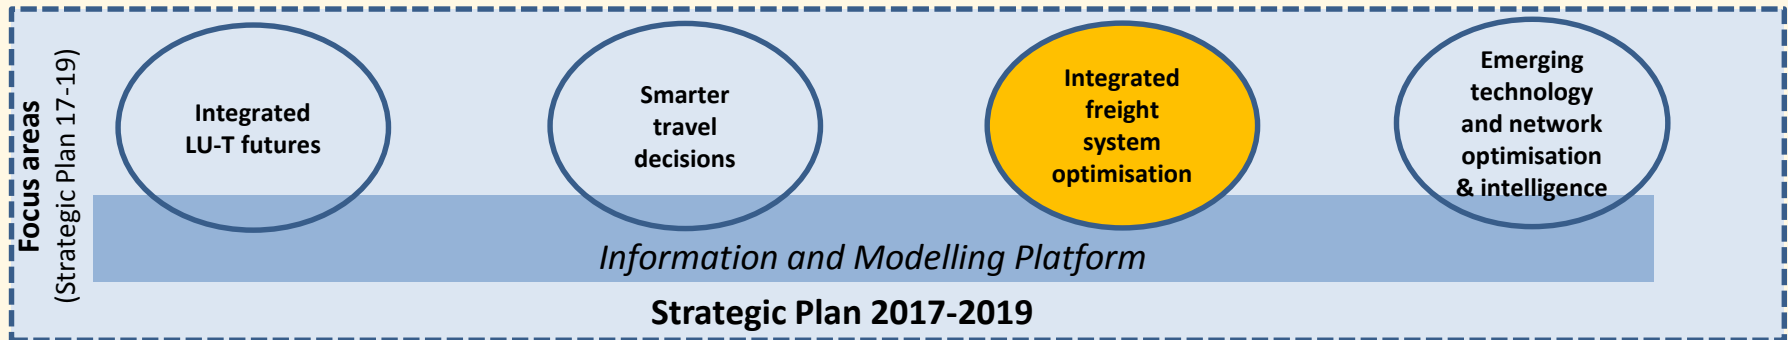 Focus areas
(Strategic Plan 17-19)
Integrated
LU-T futures
Smarter
travel
decisions
Integrated
freight
system
optimisation
Emerging
technology
and network
optimisation
& intelligence
Information and Modelling Platform
Strategic Plan 2017-2019